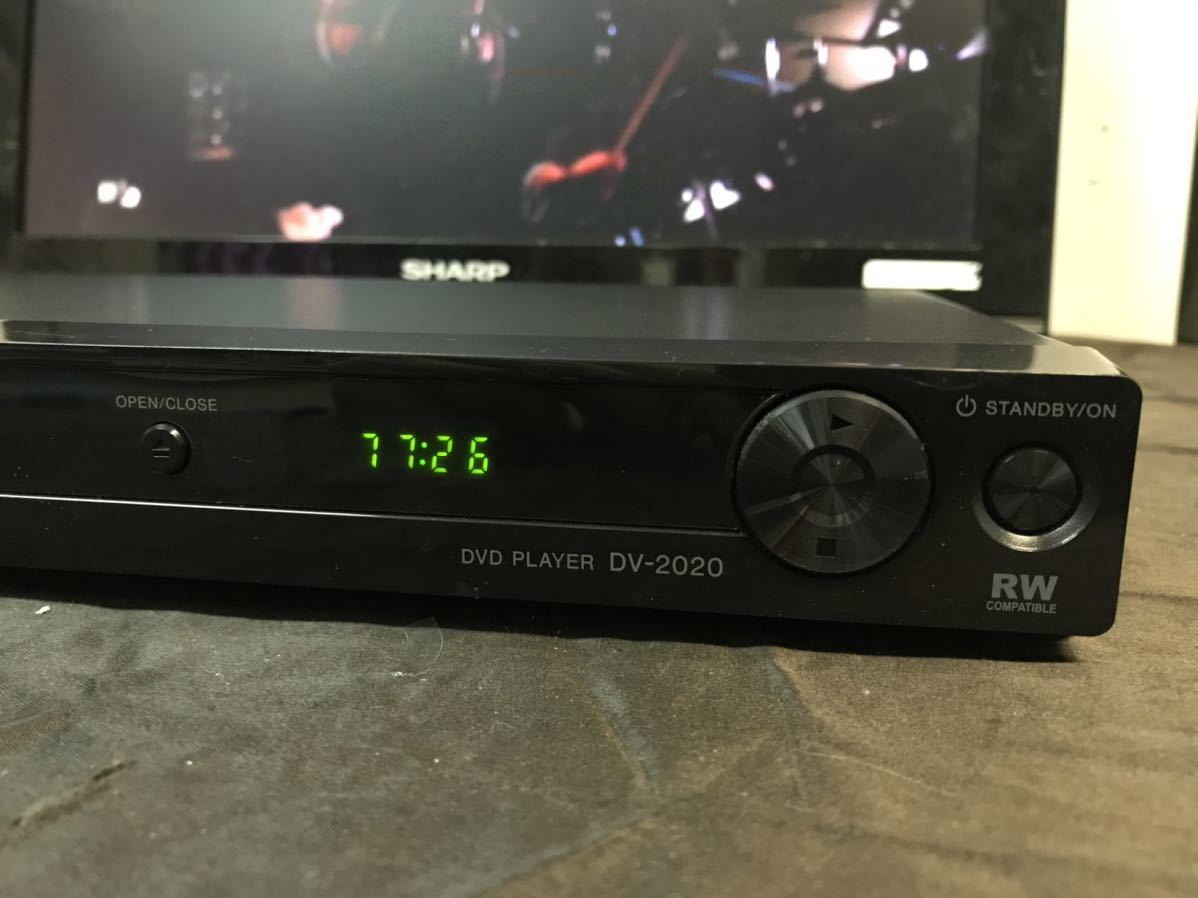 SHARP
OPEN/CLOSE
77:26
STANDBY/ON
DVD PLAYER DV-2020
RW
COMPATIBLE